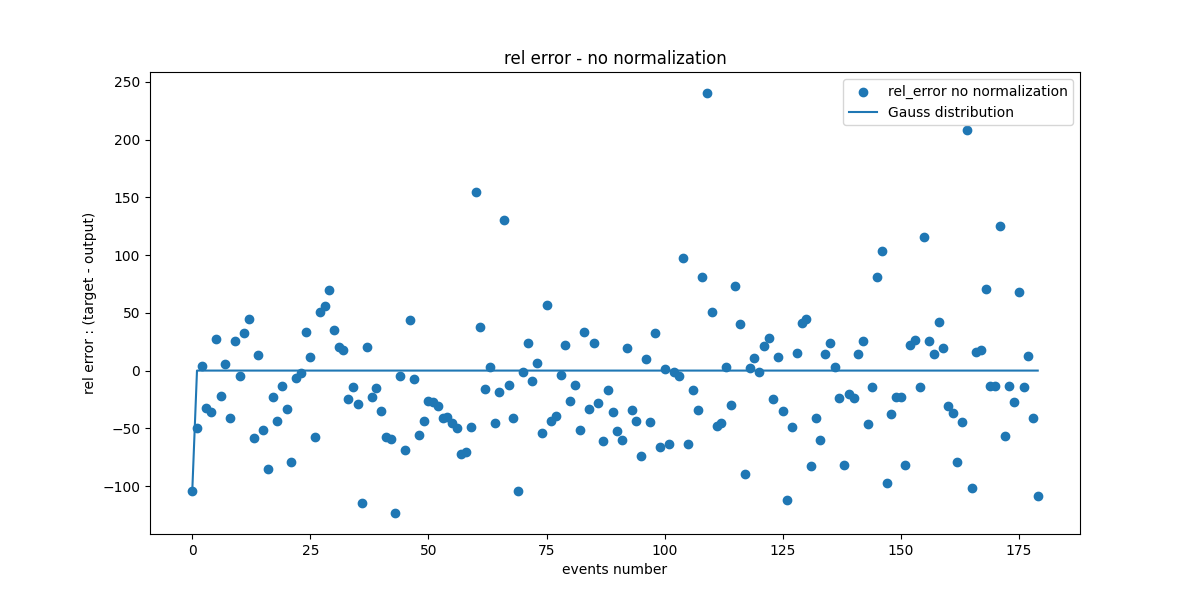 rel error - no normalization
rel_error no normalization
Gauss distribution
rel error : (target - output)
250
200
150
100
50
0
−50
−100
0 25 50 75 100 125 150 175
events number